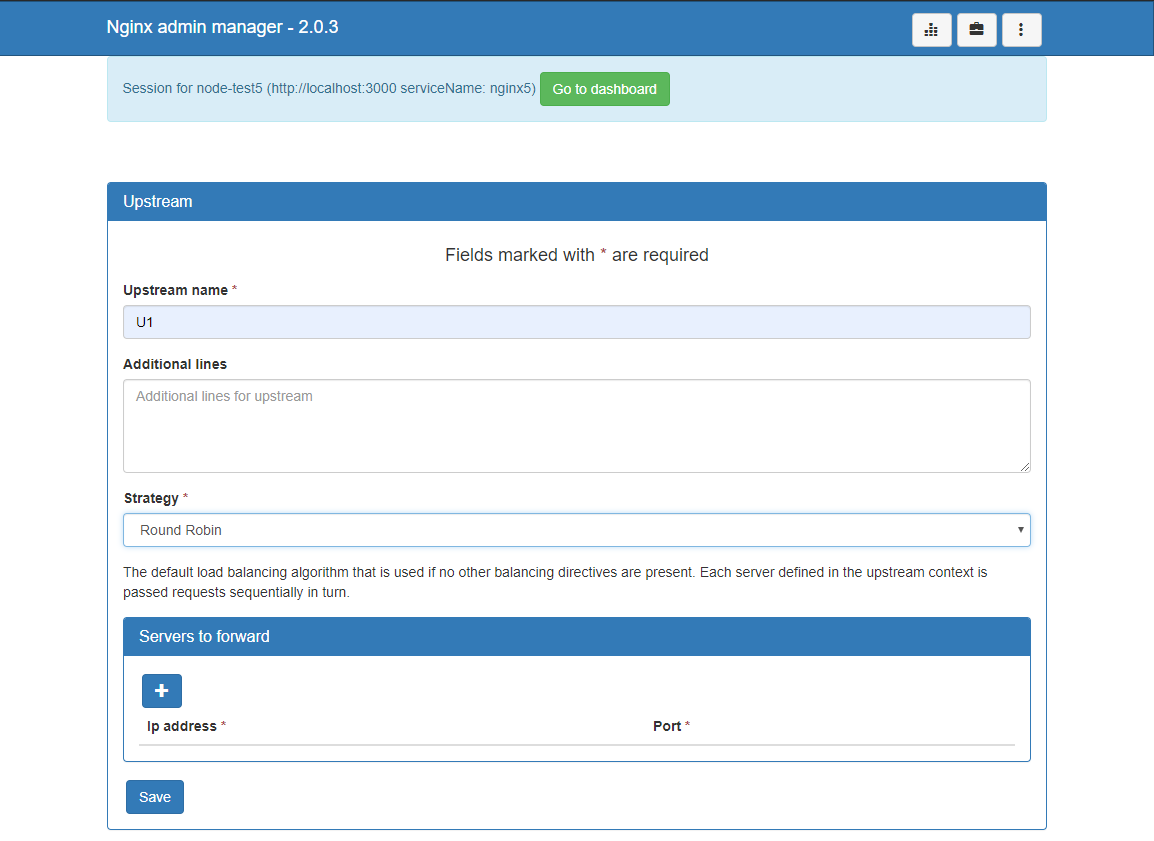 Nginx admin manager - 2.0.3
Session for node-test5 (http://localhost:3000 serviceName: nginx5) Go to dashboard
Upstream
Fields marked with * are required
Upstream name *
U1
Additional lines
Additional lines for upstream
Strategy *
Round Robin
The default load balancing algorithm that is used if no other balancing directives are present. Each server defined in the upstream context is
passed requests sequentially in turn.
Servers to forward
Ip address * Port *
Save